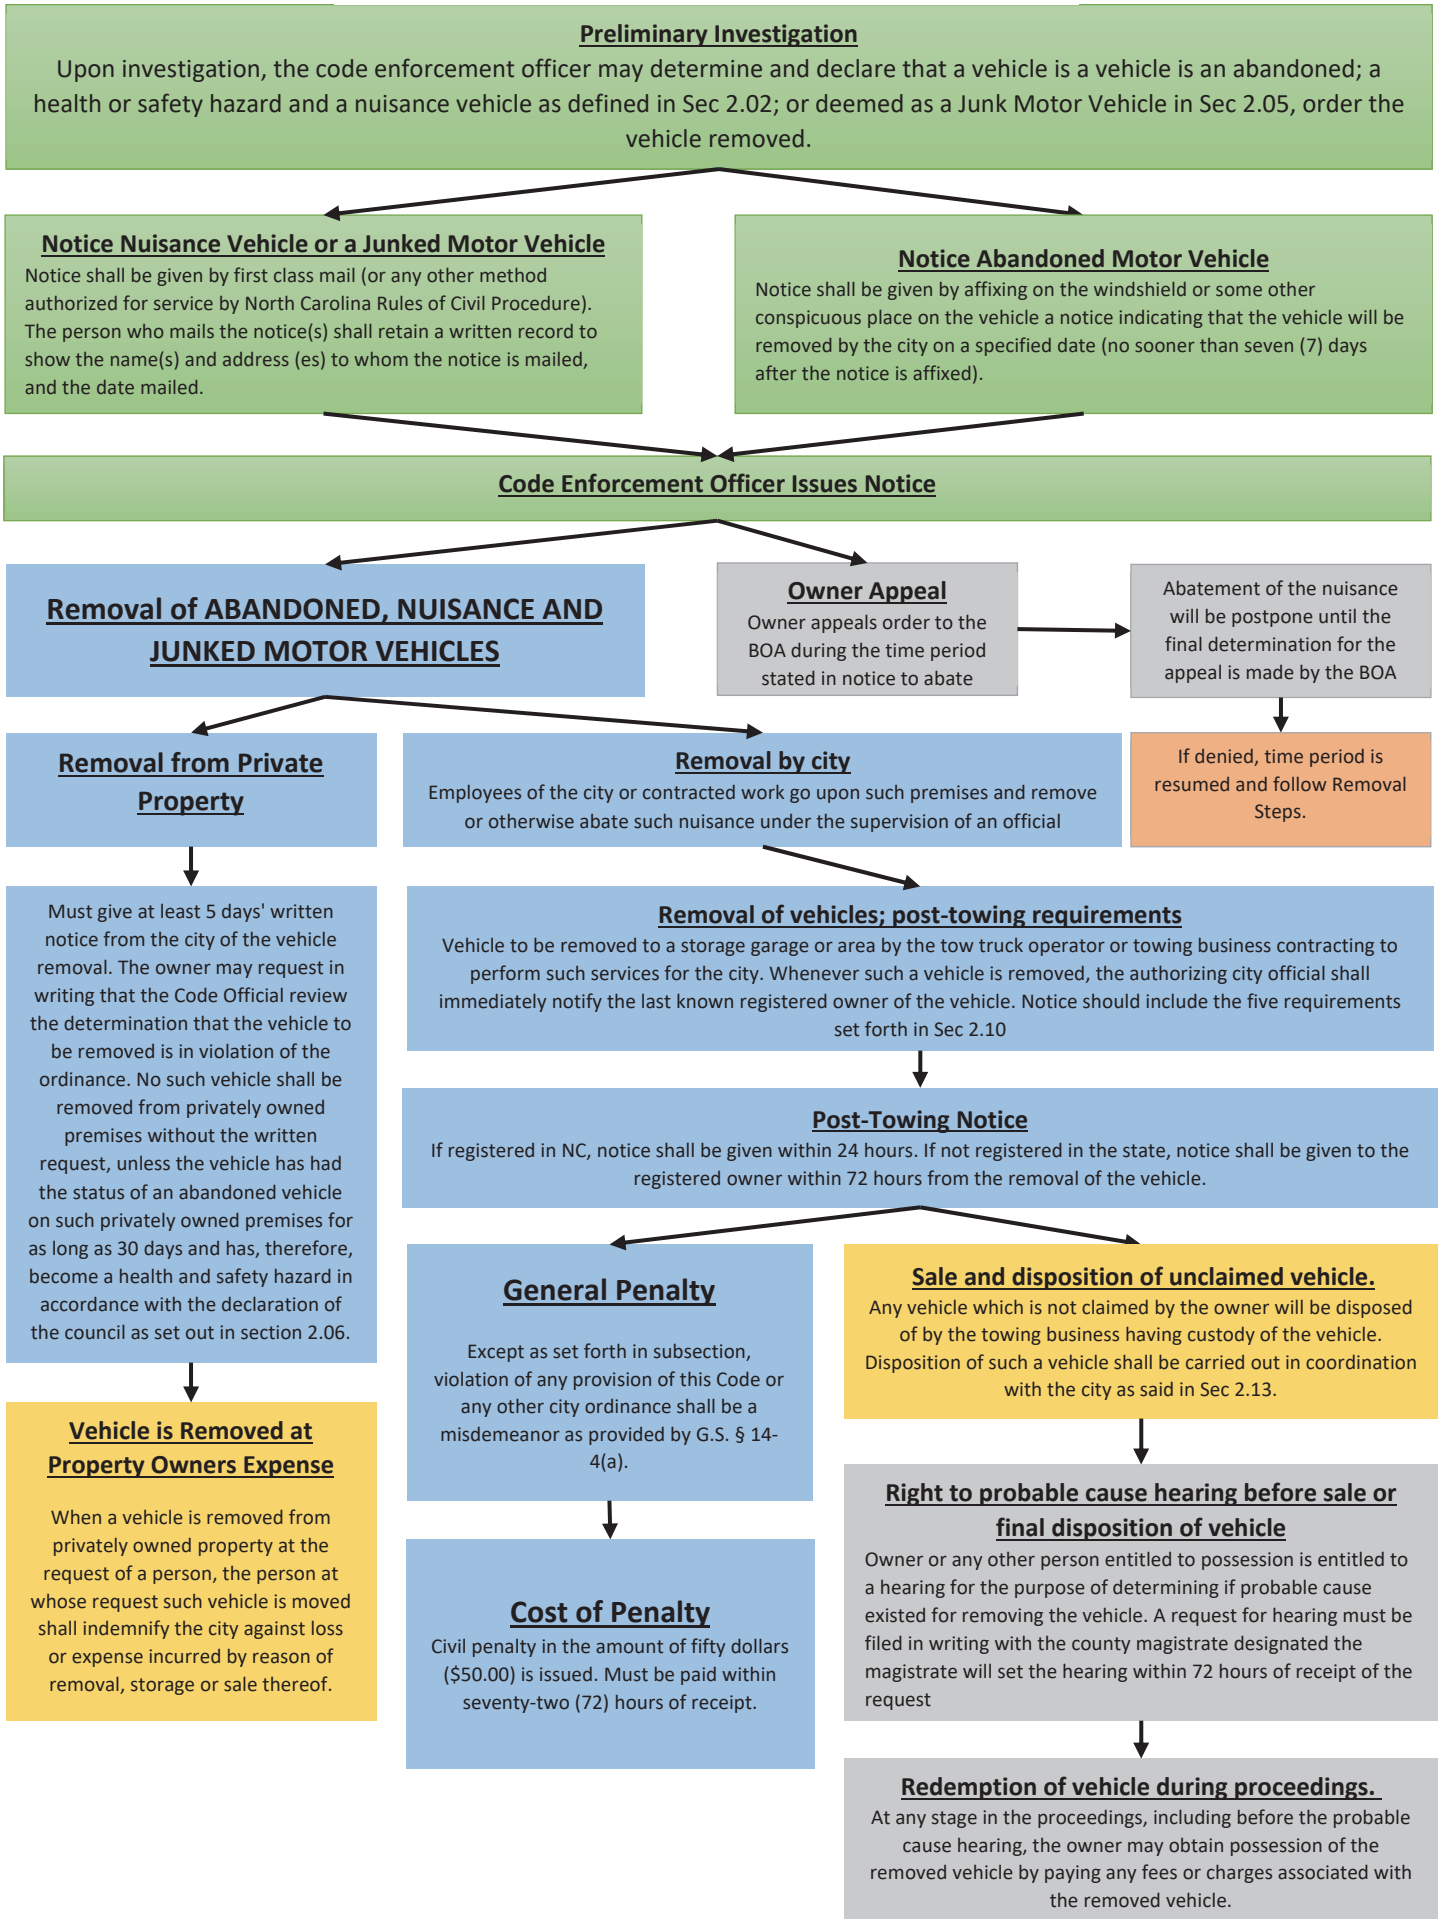 Preliminary Investigation
Upon investigation, the code enforcement officer may determine and declare that a vehicle is a vehicle is an abandoned; a
health or safety hazard and a nuisance vehicle as defined in Sec 2.02; or deemed as a Junk Motor Vehicle in Sec 2.05, order the
vehicle removed.
Notice Nuisance Vehicle or a Junked Motor Vehicle
Notice shall be given by first class mail (or any other method
authorized for service by North Carolina Rules of Civil Procedure).
The person who mails the notice(s) shall retain a written record to
show the name(s) and address (es) to whom the notice is mailed,
and the date mailed.
Notice Abandoned Motor Vehicle
Notice shall be given by affixing on the windshield or some other
conspicuous place on the vehicle a notice indicating that the vehicle will be
removed by the city on a specified date (no sooner than seven (7) days
after the notice is affixed).
Code Enforcement Officer Issues Notice
Removal of ABANDONED, NUISANCE AND
JUNKED MOTOR VEHICLES
Owner Appeal
Owner appeals order to the
BOA during the time period
stated in notice to abate
Abatement of the nuisance
will be postpone until the
final determination for the
appeal is made by the BOA
If denied, time period is
resumed and follow Removal
Steps.
Removal from Private
Property
Removal by city
Employees of the city or contracted work go upon such premises and remove
or otherwise abate such nuisance under the supervision of an official
Must give at least 5 days' written
notice from the city of the vehicle
removal. The owner may request in
writing that the Code Official review
the determination that the vehicle to
be removed is in violation of the
ordinance. No such vehicle shall be
removed from privately owned
premises without the written
request, unless the vehicle has had
the status of an abandoned vehicle
on such privately owned premises for
as long as 30 days and has, therefore,
become a health and safety hazard in
accordance with the declaration of
the council as set out in section 2.06.
Removal of vehicles; post-towing requirements
Vehicle to be removed to a storage garage or area by the tow truck operator or towing business contracting to
perform such services for the city. Whenever such a vehicle is removed, the authorizing city official shall
immediately notify the last known registered owner of the vehicle. Notice should include the five requirements
set forth in Sec 2.10
Post-Towing Notice
If registered in NC, notice shall be given within 24 hours. If not registered in the state, notice shall be given to the
registered owner within 72 hours from the removal of the vehicle.
General Penalty
Except as set forth in subsection,
violation of any provision of this Code or
any other city ordinance shall be a
misdemeanor as provided by G.S. § 14-
4(a).
Sale and disposition of unclaimed vehicle.
Any vehicle which is not claimed by the owner will be disposed
of by the towing business having custody of the vehicle.
Disposition of such a vehicle shall be carried out in coordination
with the city as said in Sec 2.13.
Vehicle is Removed at
Property Owners Expense
When a vehicle is removed from
privately owned property at the
request of a person, the person at
whose request such vehicle is moved
shall indemnify the city against loss
or expense incurred by reason of
removal, storage or sale thereof.
Cost of Penalty
Civil penalty in the amount of fifty dollars
($50.00) is issued. Must be paid within
seventy-two (72) hours of receipt.
Right to probable cause hearing before sale or
final disposition of vehicle
Owner or any other person entitled to possession is entitled to
a hearing for the purpose of determining if probable cause
existed for removing the vehicle. A request for hearing must be
filed in writing with the county magistrate designated the
magistrate will set the hearing within 72 hours of receipt of the
request
Redemption of vehicle during proceedings.
At any stage in the proceedings, including before the probable
cause hearing, the owner may obtain possession of the
removed vehicle by paying any fees or charges associated with
the removed vehicle.